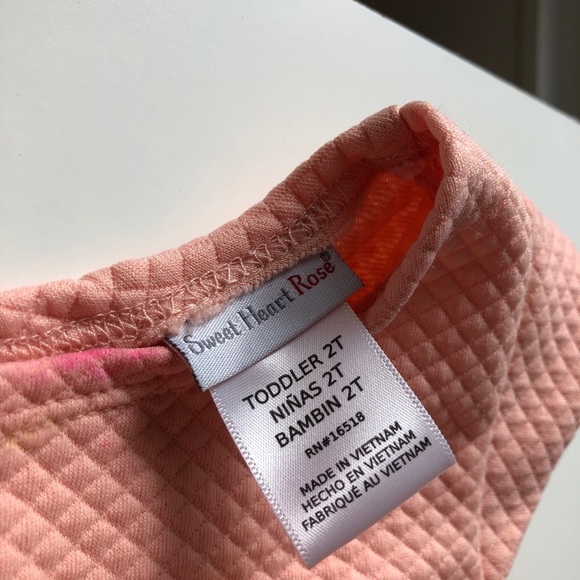 Sweet Heart Rose®
TODDLER 2T
NIÑAS 2T
BAMBIN 2T
RN#16518
MADE IN VIETNAM
HECHO EN VIETNAM
FABRIQUÉ AU VIETNAM